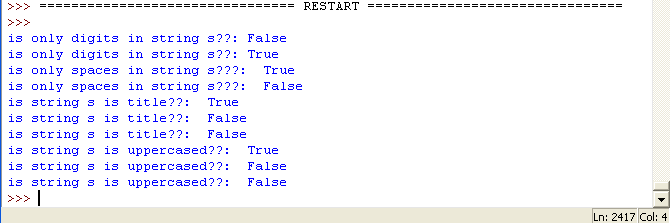 >>> ================================ RESTART ================================
>>>
is only digits in string s??: False
is only digits in string s??: True
is only spaces in string s???:  True
is only spaces in string s???:  False
is string s is title??:  True
is string s is title??:  False
is string s is title??:  False
is string s is uppercased??:  True
is string s is uppercased??:  False
is string s is uppercased??:  False
>>>
Ln: 2417 Col: 4